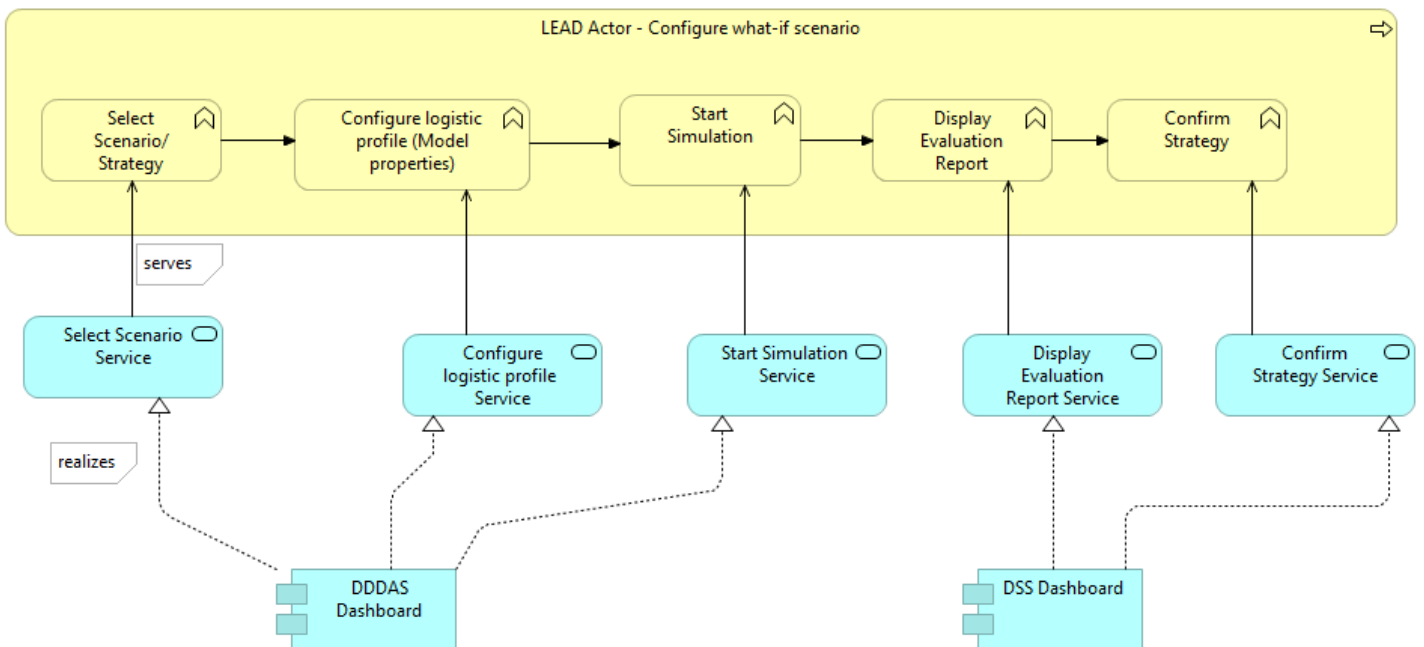 LEAD Actor - Configure what-if scenario
Select
Scenario/
Strategy
Configure logistic
profile (Model
properties)
Start
Simulation
Display
Evaluation
Report
Confirm
Strategy
serves
Select Scenario
Service
Configure
logistic profile
Service
Start Simulation
Service
Display
Evaluation
Report Service
Confirm
Strategy Service
realizes
DDDAS
Dashboard
DSS Dashboard